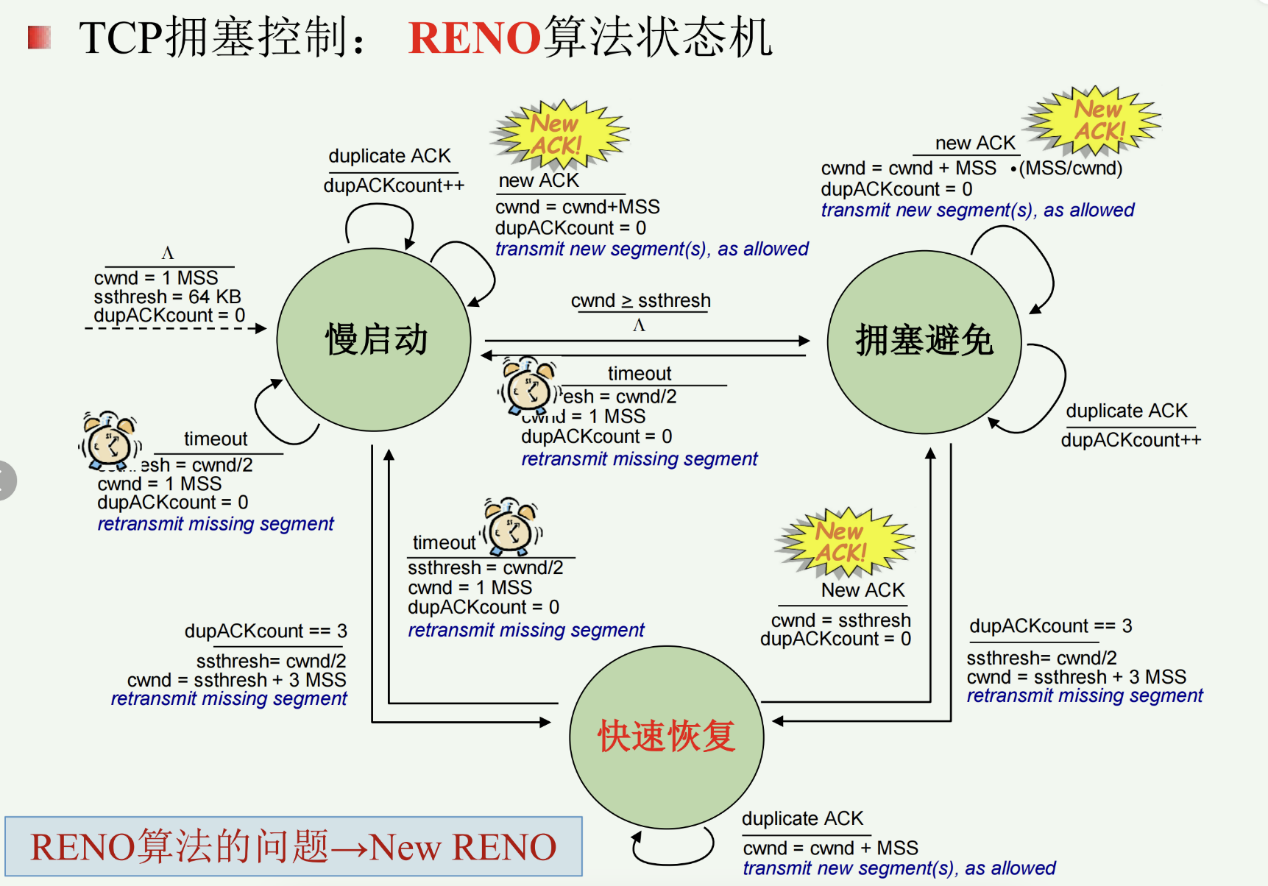 TCP拥塞控制： RENO算法状态机
New
ACK!
duplicate ACK
dupACKcount++
new ACK
cwnd = cwnd+MSS
dupACKcount = 0
transmit new segment(s), as allowed
New
ACK!
new ACK
cwnd = cwnd + MSS •(MSS/cwnd)
dupACKcount = 0
transmit new segment(s), as allowed
Λ
cwnd = 1 MSS
ssthresh = 64 KB
dupACKcount = 0
慢启动
cwnd ≥ ssthresh
Λ
拥塞避免
timeout
esh = cwnd/2
cwnd = 1 MSS
dupACKcount = 0
retransmit missing segment
duplicate ACK
dupACKcount++
timeout
esh = cwnd/2
cwnd = 1 MSS
dupACKcount = 0
retransmit missing segment
timeout
ssthresh = cwnd/2
cwnd = 1 MSS
dupACKcount = 0
retransmit missing segment
New
ACK!
New ACK
cwnd = ssthresh
dupACKcount = 0
dupACKcount == 3
ssthresh= cwnd/2
cwnd = ssthresh + 3 MSS
retransmit missing segment
dupACKcount == 3
ssthresh= cwnd/2
cwnd = ssthresh + 3 MSS
retransmit missing segment
快速恢复
duplicate ACK
cwnd = cwnd + MSS
transmit new segment(s), as allowed
RENO算法的问题→New RENO